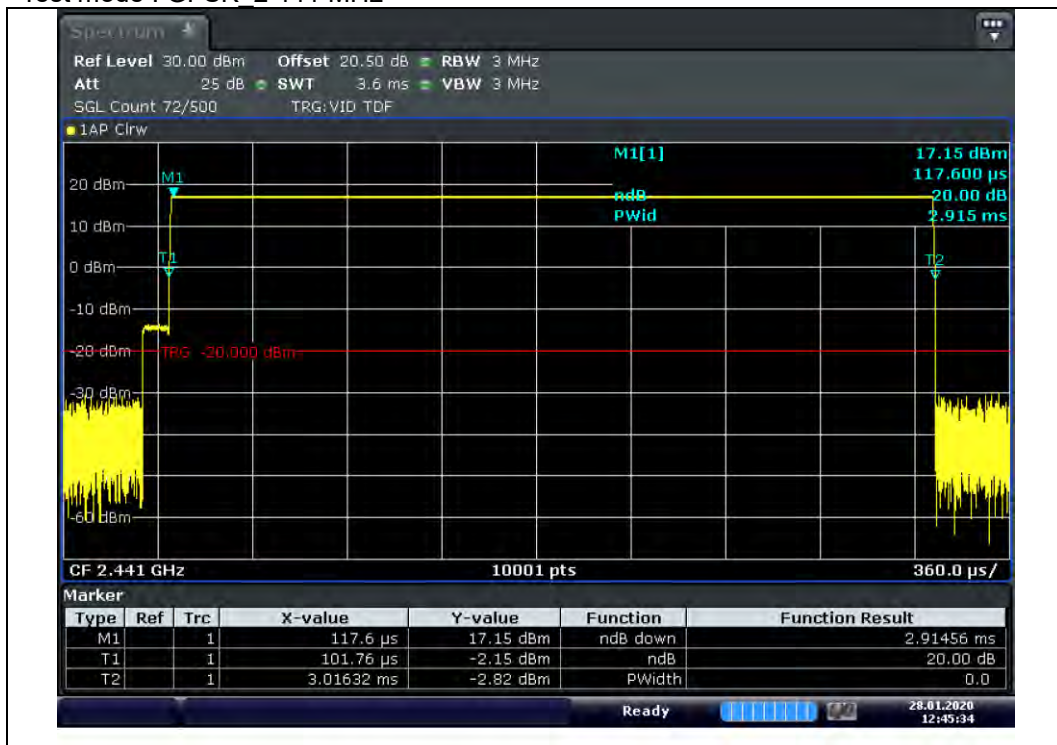 Spectrum
Ref Level 30.00 dBm Offset 20.50 dB RBW 3 MHz
Att 25 dB SWT 3.6 ms VBW 3 MHz
SGL Count 72/500 TRG:VID TDF
1AP Clrw
M1[1] 17.15 dBm
117.600 µs
ndB 20.00 dB
PWid 2.915 ms
M1
20 dBm
10 dBm
T1
T2
0 dBm
-10 dBm
-20 dBm TRG -20.000 dBm
-30 dBm
-60 dBm
CF 2.441 GHz 10001 pts 360.0 µs/
Marker
Type Ref Trc X-value Y-value Function Function Result
M1 1 117.6 µs 17.15 dBm ndB down 2.91456 ms
T1 1 101.76 µs -2.15 dBm ndB 20.00 dB
T2 1 3.01632 ms -2.82 dBm PWidth 0.0
Ready 28.01.2020
12:45:34